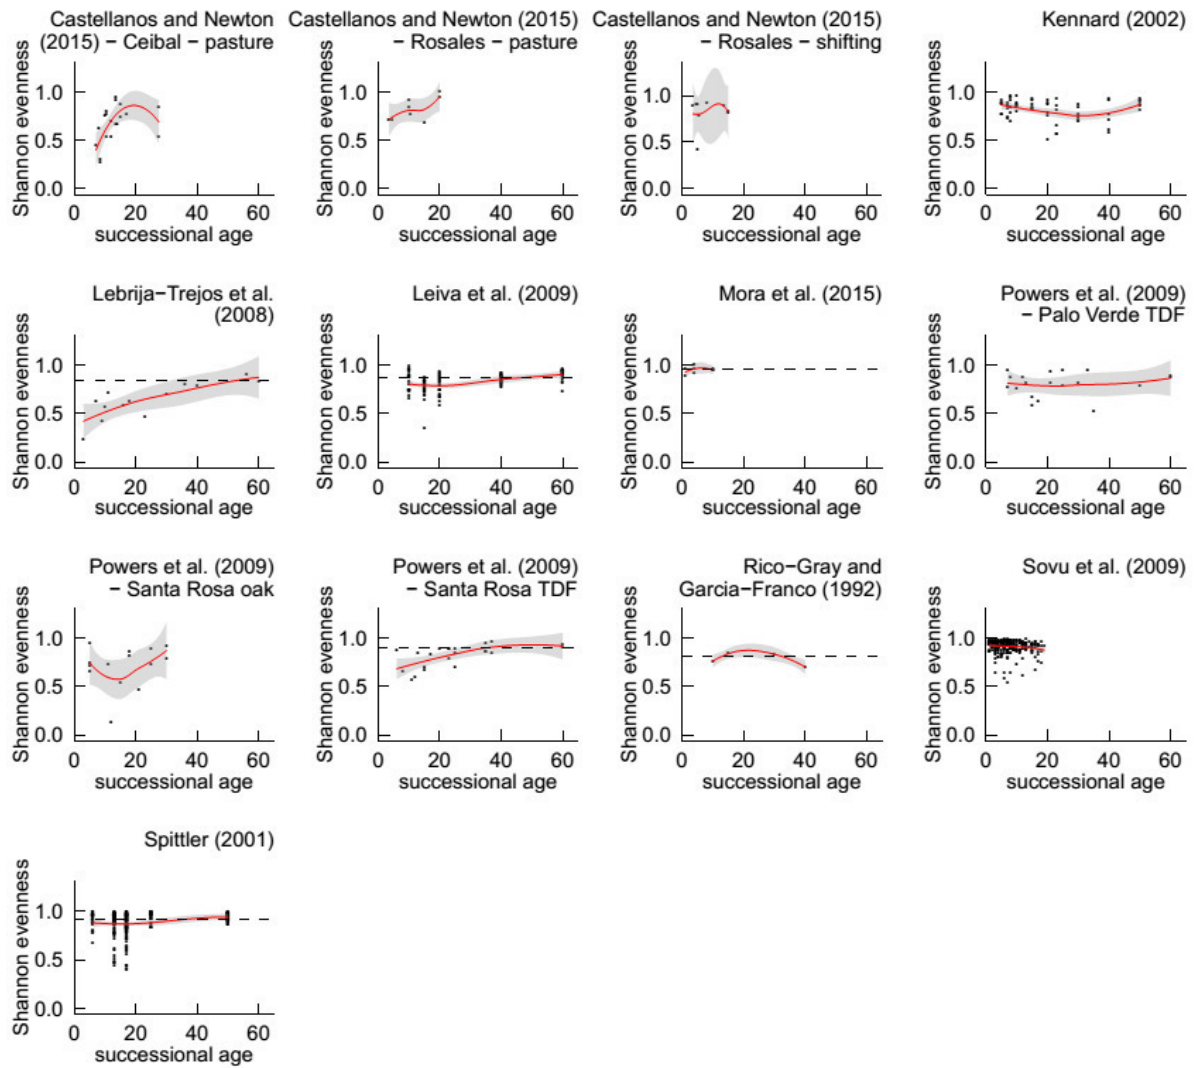 Castellanos and Newton
(2015) − Ceibal − pasture
Shannon evenness
1.0
0.5
0.0
0 20 40 60
successional age
Castellanos and Newton (2015)
− Rosales − pasture
Shannon evenness
1.0
0.5
0.0
0 20 40 60
successional age
Castellanos and Newton (2015)
− Rosales − shifting
Shannon evenness
1.0
0.5
0.0
0 20 40 60
successional age
Kennard (2002)
Shannon evenness
1.0
0.5
0.0
0 20 40 60
successional age
Lebrija−Trejos et al.
(2008)
Shannon evenness
1.0
0.5
0.0
0 20 40 60
successional age
Leiva et al. (2009)
Shannon evenness
1.0
0.5
0.0
0 20 40 60
successional age
Mora et al. (2015)
Shannon evenness
1.0
0.5
0.0
0 20 40 60
successional age
Powers et al. (2009)
− Palo Verde TDF
Shannon evenness
1.0
0.5
0.0
0 20 40 60
successional age
Powers et al. (2009)
− Santa Rosa oak
Shannon evenness
1.0
0.5
0.0
0 20 40 60
successional age
Powers et al. (2009)
− Santa Rosa TDF
Shannon evenness
1.0
0.5
0.0
0 20 40 60
successional age
Rico−Gray and
Garcia−Franco (1992)
Shannon evenness
1.0
0.5
0.0
0 20 40 60
successional age
Sovu et al. (2009)
Shannon evenness
1.0
0.5
0.0
0 20 40 60
successional age
Spittler (2001)
Shannon evenness
1.0
0.5
0.0
0 20 40 60
successional age